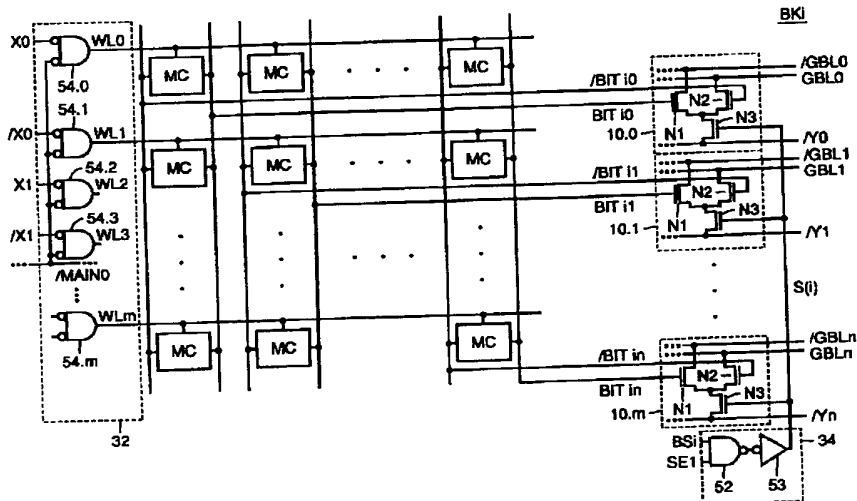 BKi
X0
WL0
54.0
MC
MC
MC
/GBL0
GBL0
/BIT i0
N2
N3
BIT i0
10.0
N1
/Y0
54.1
/X0
WL1
MC
MC
MC
54.2
X1
WL2
/GBL1
GBL1
/BIT i1
N2
N3
BIT i1
10.1
N1
/Y1
54.3
/X1
WL3
/MAIN0
S(i)
WLm
54.m
MC
MC
MC
/GBLn
GBLn
/BIT in
N2
N3
BIT in
10.m
N1
/Yn
32
BSi
SE1
52
53
34